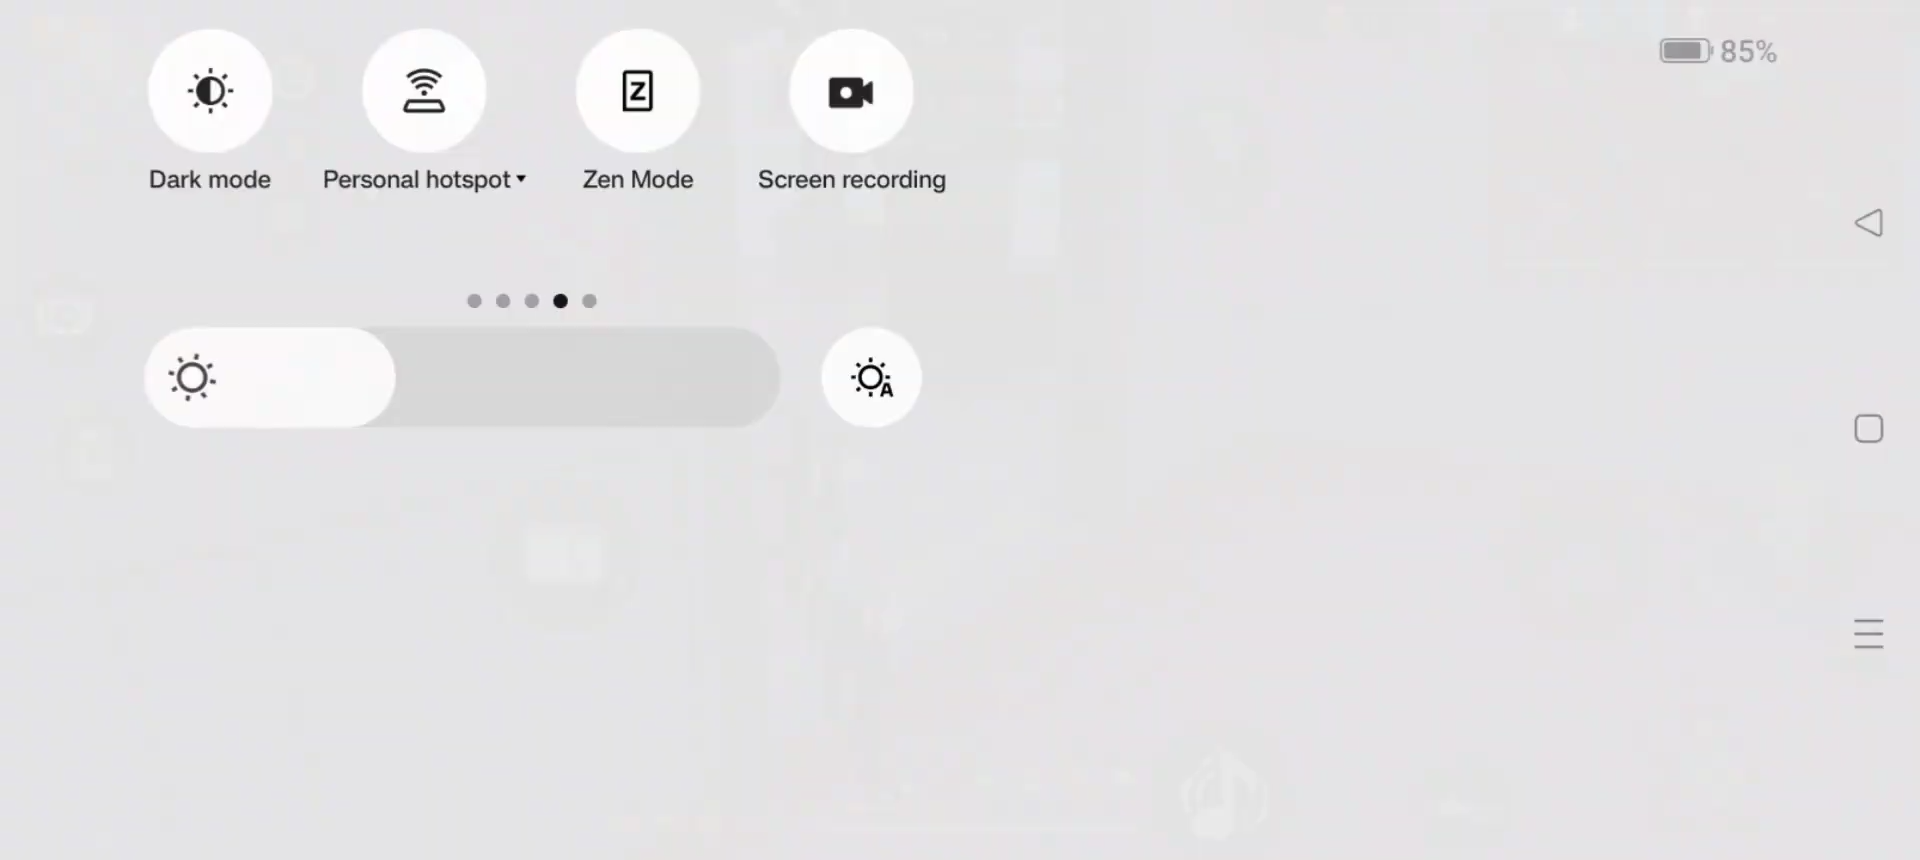 85%
Dark mode
Personal hotspot
Zen Mode
Screen recording